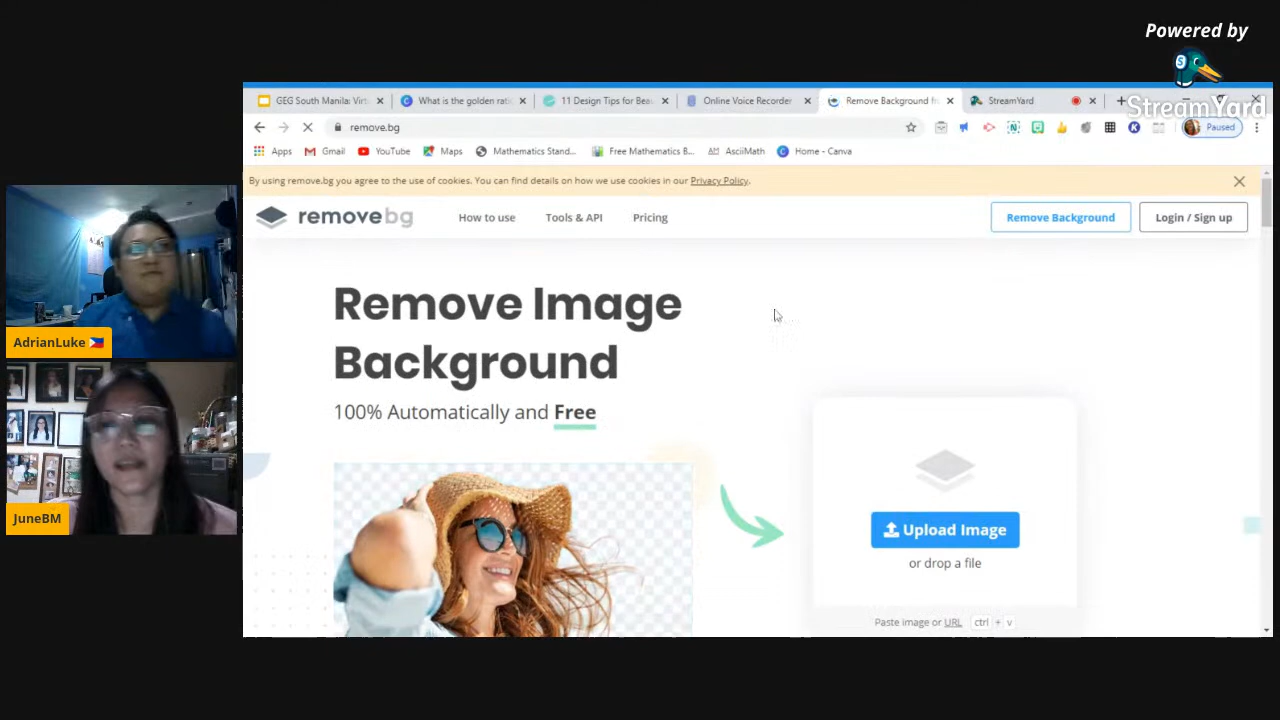 Powered by
StreamYard
GEG South Manila: Virt
What is the golden rati
11 Design Tips for Beau
Online Voice Recorder
Remove Background fr
StreamYard
remove.bg
Paused
Apps
Gmail
YouTube
Maps
Mathematics Stand...
Free Mathematics B...
AsciiMath
Home - Canva
By using remove.bg you agree to the use of cookies. You can find details on how we use cookies in our Privacy Policy.
removebg
How to use
Tools & API
Pricing
Remove Background
Login / Sign up
Remove Image
Background
100% Automatically and Free
Upload Image
or drop a file
Paste image or URL ctrl + v
AdrianLuke
JuneBM